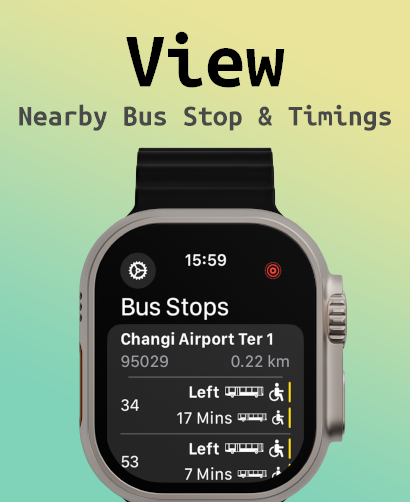 View
Nearby Bus Stop & Timings
15:59
Bus Stops
Changi Airport Ter 1
95029 0.22 km
Left
34
17 Mins
Left
53
7 Mins